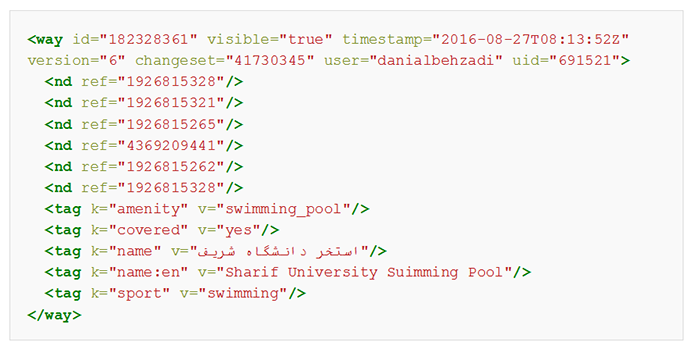 <way id="182328361" visible="true" timestamp="2016-08-27T08:13:52Z"
version="6" changeset="41730345" user="danialbehzadi" uid="691521">
<nd ref="1926815328"/>
<nd ref="1926815321"/>
<nd ref="1926815265"/>
<nd ref="4369209441"/>
<nd ref="1926815262"/>
<nd ref="1926815328"/>
<tag k="amenity" v="swimming_pool"/>
<tag k="covered" v="yes"/>
<tag k="name" v="استخر دانشگاه شریف"/>
<tag k="name:en" v="Sharif University Suimming Pool"/>
<tag k="sport" v="swimming"/>
</way>